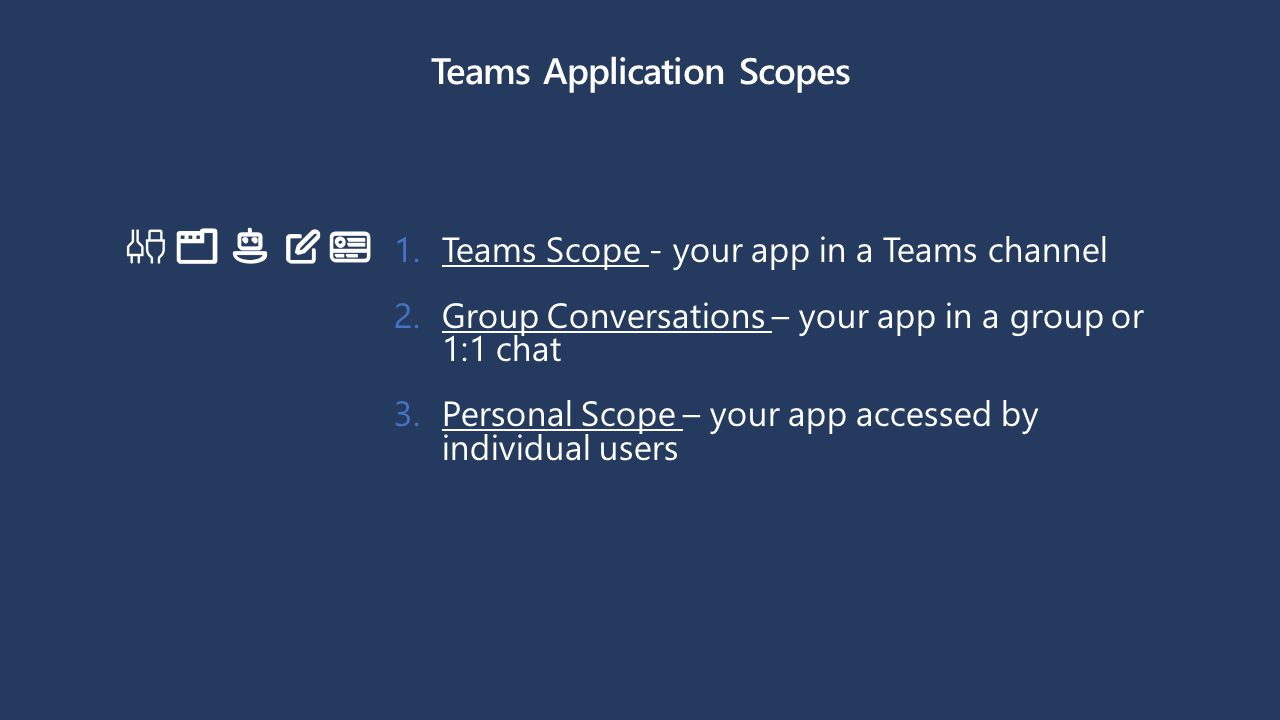 Teams Application Scopes
1. Teams Scope - your app in a Teams channel
2. Group Conversations – your app in a group or
1:1 chat
3. Personal Scope – your app accessed by
individual users